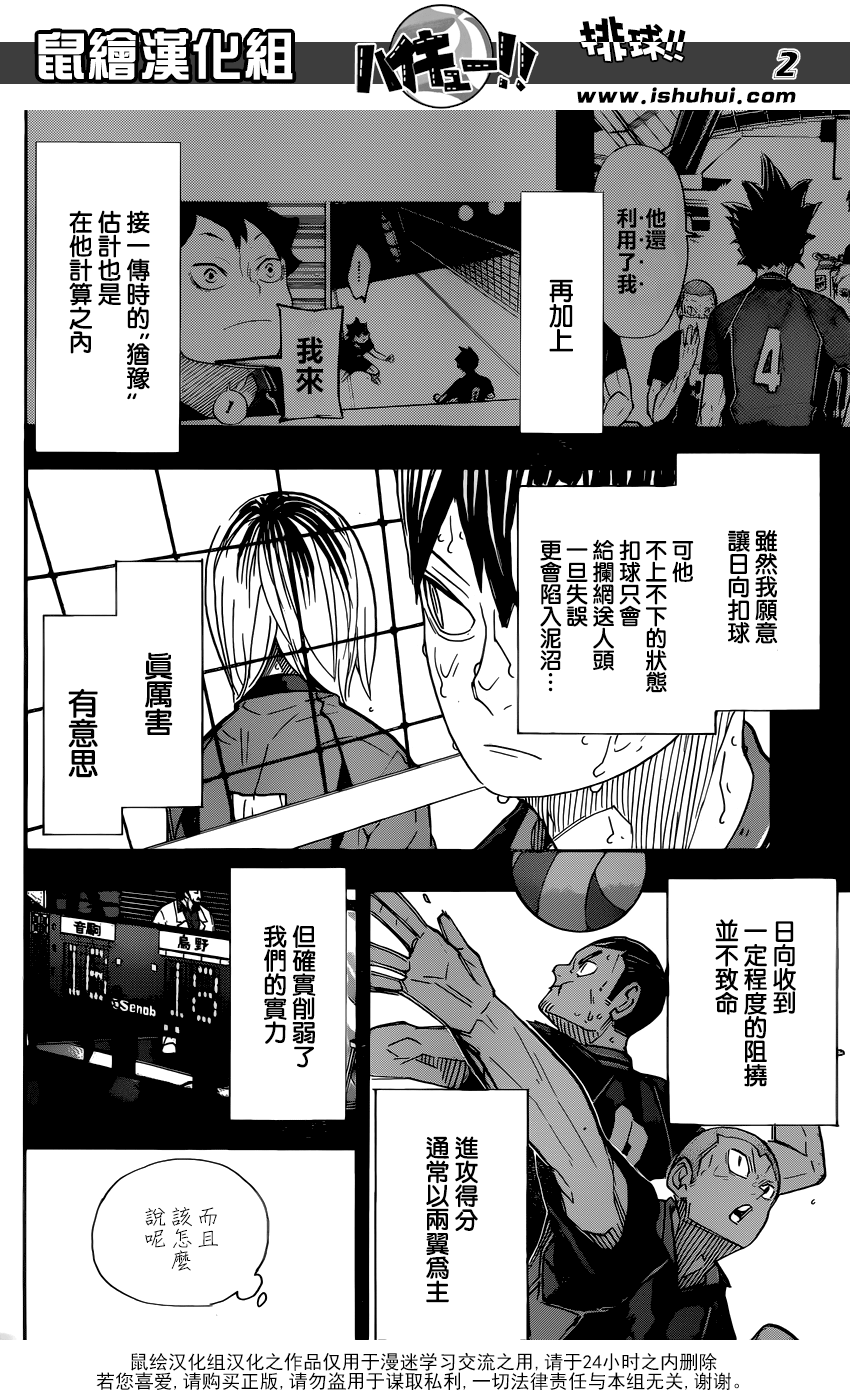 鼠繪漢化組
ハイキュー!!
排球!!
2
www.ishuhui.com
他還
利用了我
4
再加上
……
我來
1
接一傳時的"猶豫"
估計也是
在他計算之內
雖然我願意
讓日向扣球
可他
不上不下的狀態
扣球只會
給攔網送人頭
一旦失誤
更會陷入泥沼…
眞厲害
有意思
日向收到
一定程度的阻撓
並不致命
但確實削弱了
我們的實力
音駒
烏野
Senoh
進攻得分
通常以兩翼爲主
而且
該怎麼
說呢
鼠绘汉化组汉化之作品仅用于漫迷学习交流之用,请于24小时之内删除
若您喜爱,请购买正版,请勿盗用于谋取私利,一切法律责任与本组无关,谢谢。